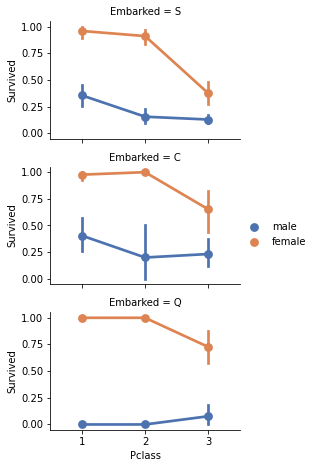 Embarked = S
1.00
0.75
0.50
0.25
0.00
Survived
Embarked = C
1.00
0.75
0.50
0.25
0.00
Survived
male
female
Embarked = Q
1.00
0.75
0.50
0.25
0.00
Survived
1 2 3
Pclass